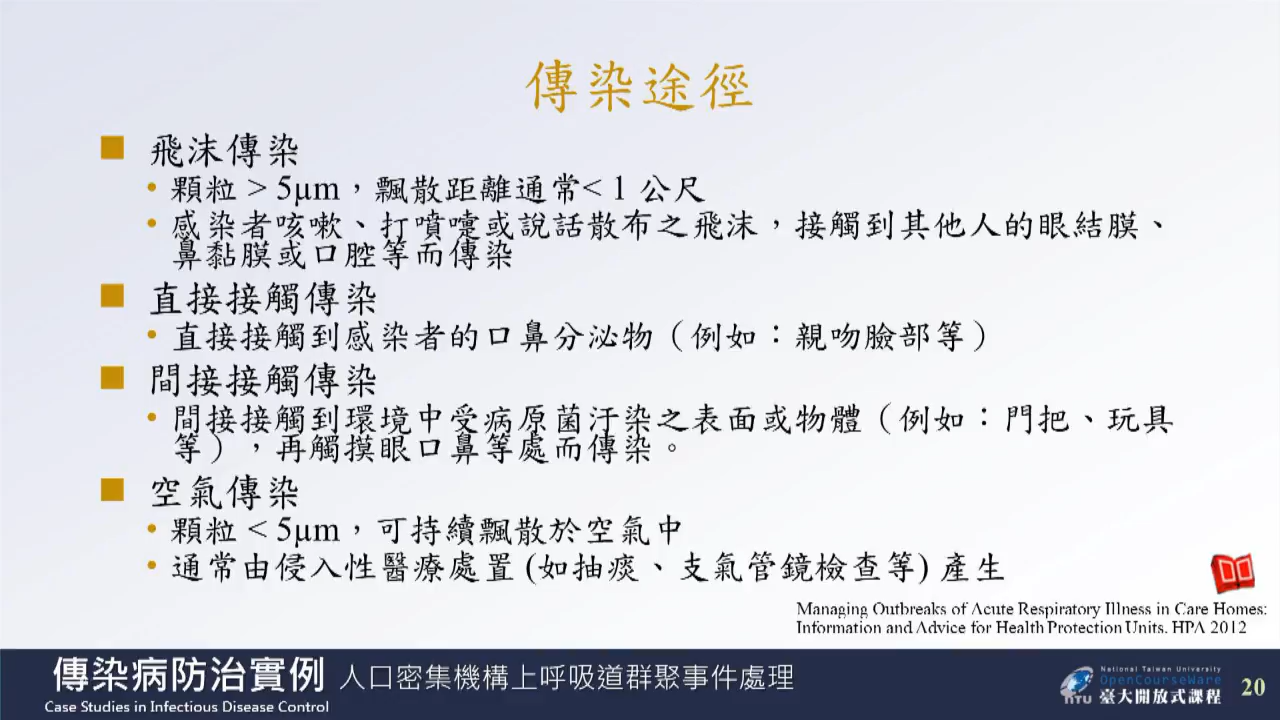 傳染途徑
飛沫傳染
顆粒 > 5μm，飄散距離通常< 1 公尺
感染者咳嗽、打噴嚏或說話散布之飛沫，接觸到其他人的眼結膜、
鼻黏膜或口腔等而傳染
直接接觸傳染
直接接觸到感染者的口鼻分泌物（例如：親吻臉部等）
間接接觸傳染
間接接觸到環境中受病原菌汙染之表面或物體（例如：門把、玩具
等），再觸摸眼口鼻等處而傳染。
空氣傳染
顆粒 < 5μm，可持續飄散於空氣中
通常由侵入性醫療處置 (如抽痰、支氣管鏡檢查等) 產生
Managing Outbreaks of Acute Respiratory Illness in Care Homes:
Information and Advice for Health Protection Units. HPA 2012
傳染病防治實例 人口密集機構上呼吸道群聚事件處理
Case Studies in Infectious Disease Control
National Taiwan University
OpenCourseWare
NTU 臺大開放式課程
20